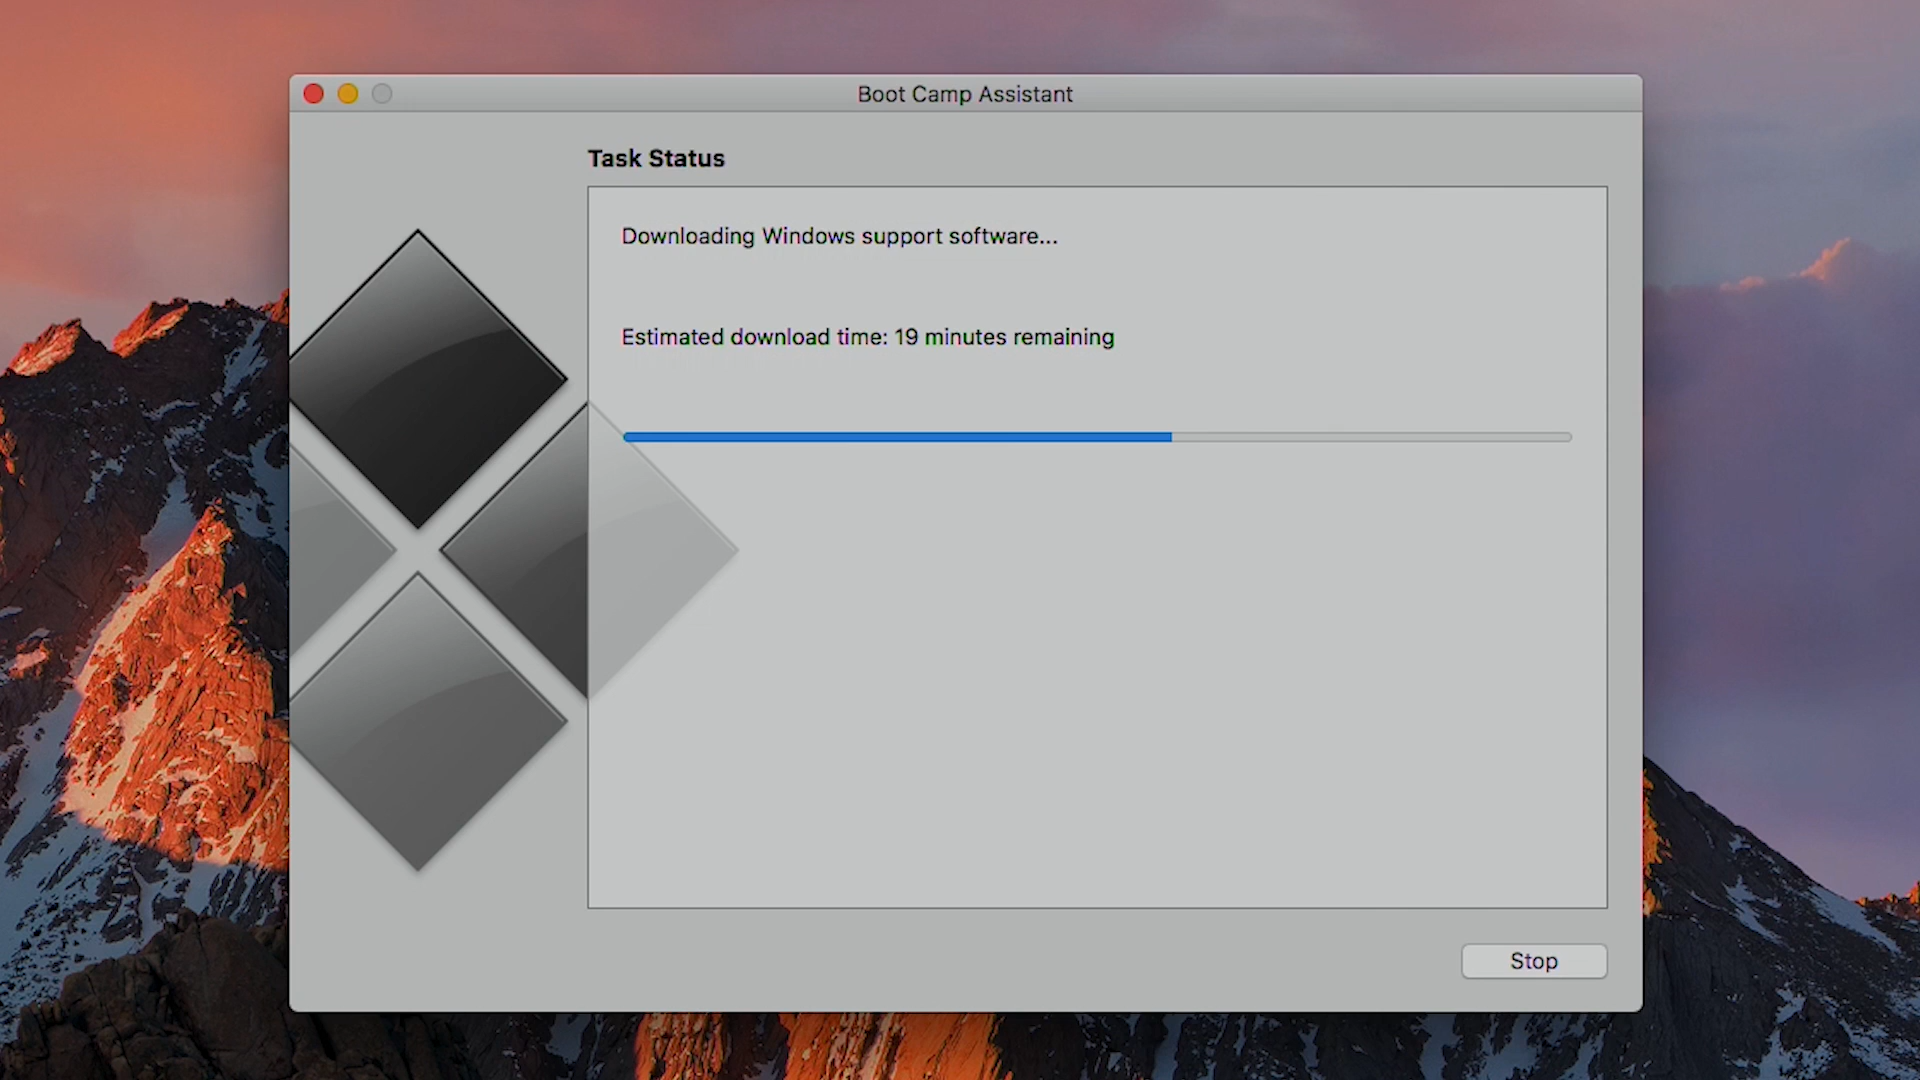 Boot Camp Assistant
Task Status
Downloading Windows support software...
Estimated download time: 19 minutes remaining
Stop